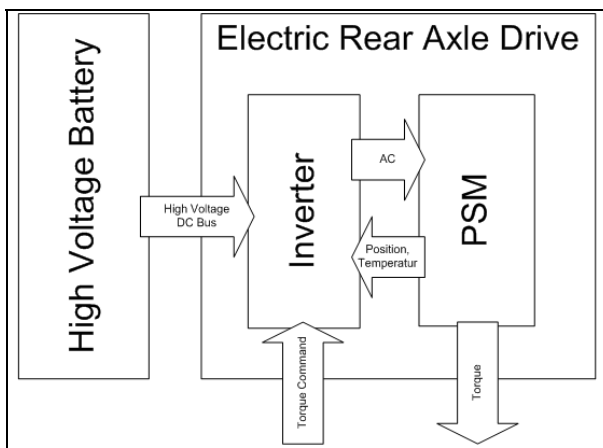 Electric Rear Axle Drive
High Voltage Battery
High Voltage
DC Bus
Inverter
AC
Position,
Temperatur
PSM
Torque Command
Torque